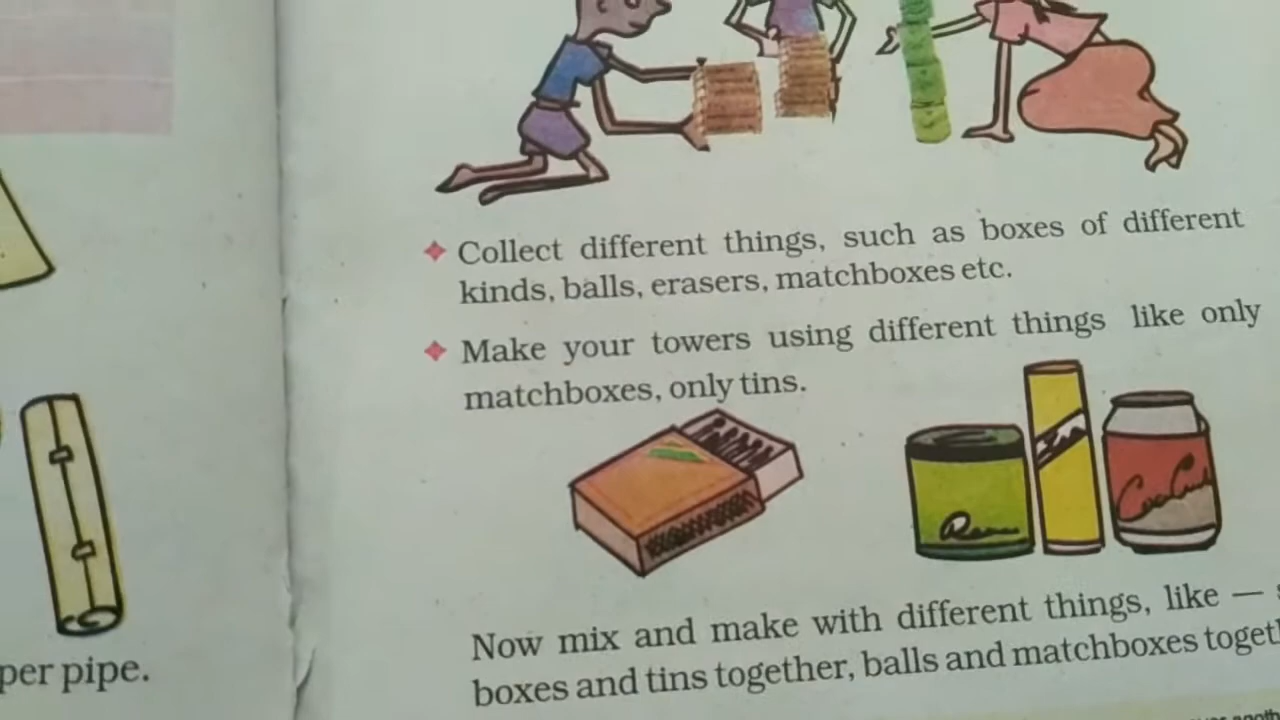 Collect different things, such as boxes of different
kinds, balls, erasers, matchboxes etc.
Make your towers using different things like only
matchboxes, only tins.
Now mix and make with different things, like —
boxes and tins together, balls and matchboxes
per pipe.